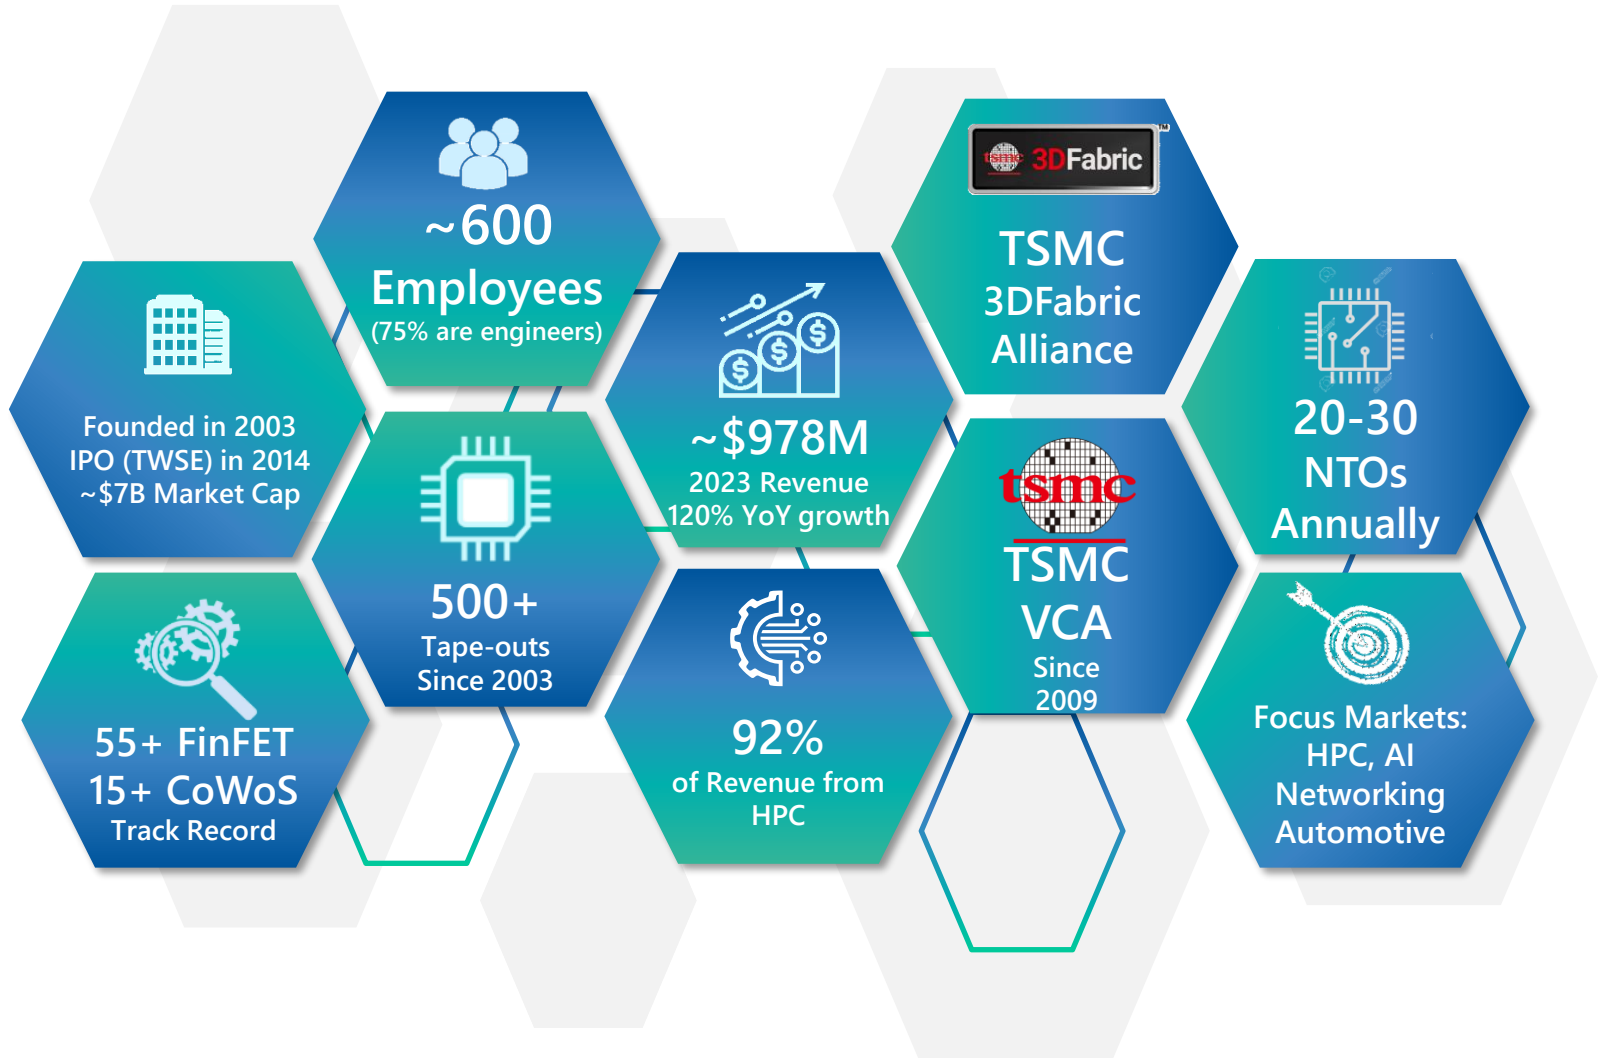 Founded in 2003
IPO (TWSE) in 2014
~$7B Market Cap
~600
Employees
(75% are engineers)
~$978M
2023 Revenue
120% YoY growth
tsmc 3DFabric
TM
TSMC
3DFabric
Alliance
20-30
NTOs
Annually
55+ FinFET
15+ CoWoS
Track Record
500+
Tape-outs
Since 2003
92%
of Revenue from
HPC
tsmc
TSMC
VCA
Since
2009
Focus Markets:
HPC, AI
Networking
Automotive